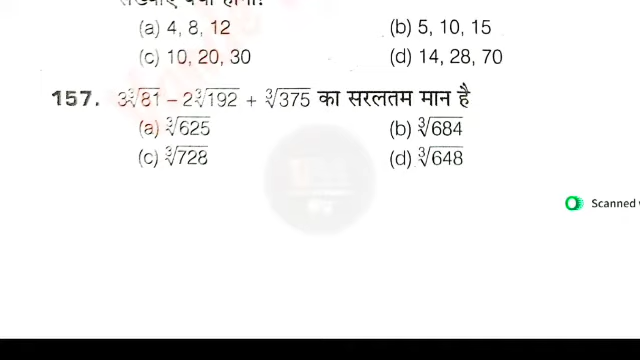 (a) 4, 8, 12 (b) 5, 10, 15
(c) 10, 20, 30 (d) 14, 28, 70
157. 3∛81 − 2∛192 + ∛375 का सरलतम मान है
(a) ∛625 (b) ∛684
(c) ∛728 (d) ∛648
Scanned